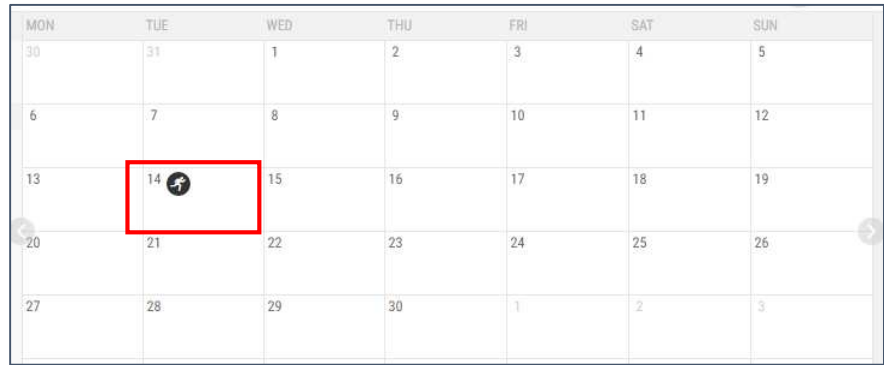 MON TUE WED THU FRI SAT SUN
30 31 1 2 3 4 5
6 7 8 9 10 11 12
13 14 15 16 17 18 19
20 21 22 23 24 25 26
27 28 29 30 1 2 3